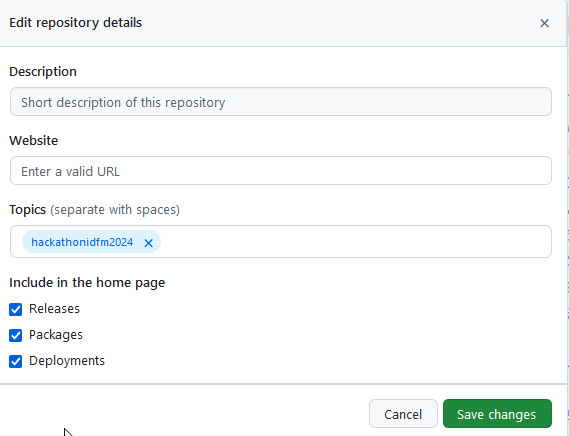 Edit repository details
Description
Short description of this repository
Website
Enter a valid URL
Topics (separate with spaces)
hackathonidfm2024
Include in the home page
Releases
Packages
Deployments
Cancel Save changes